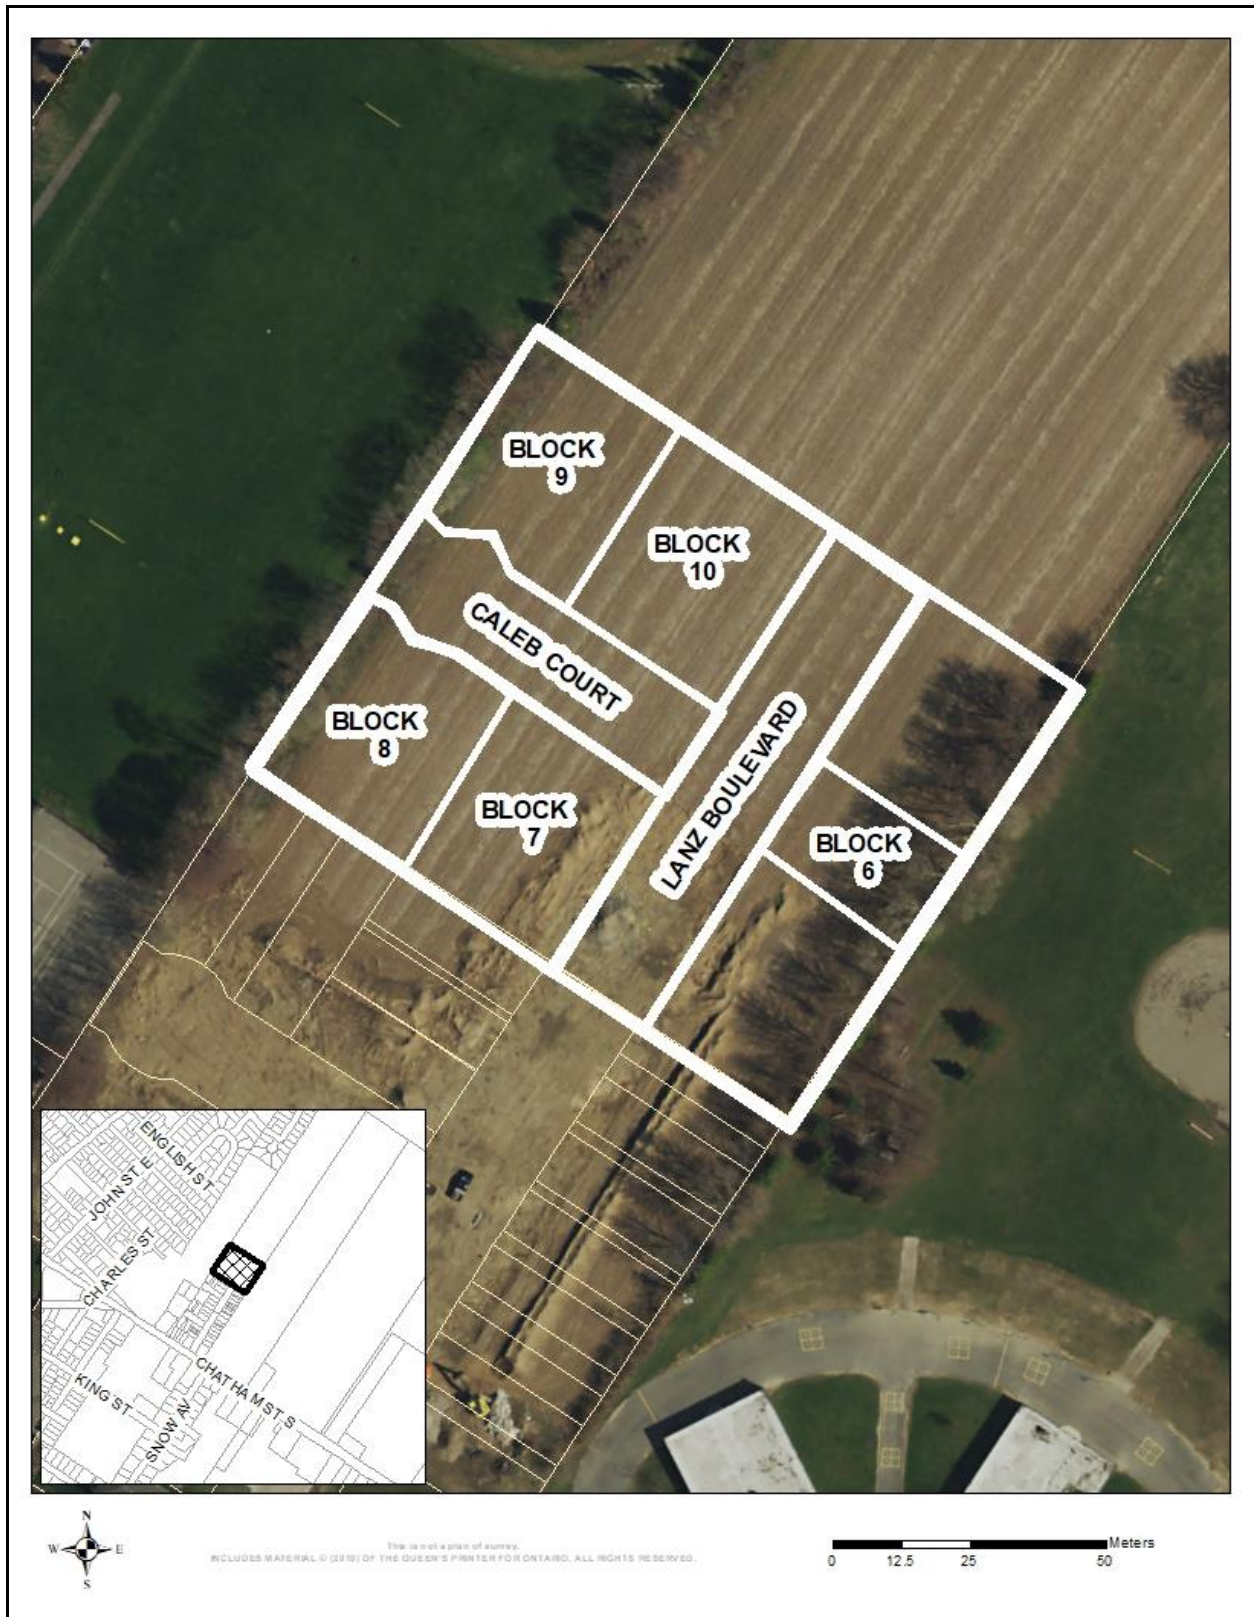 BLOCK
9
BLOCK
10
CALEB COURT
BLOCK
8
BLOCK
7
LANZ BOULEVARD
BLOCK
6
ENGLISH ST
JOHN ST E
CHARLES ST
CHATHAM ST S
KING ST
SNOW AV
N
W E
S
This is not a plan of survey.
INCLUDES MATERIAL © [2010] OF THE QUEEN'S PRINTER FOR ONTARIO. ALL RIGHTS RESERVED.
Meters
0 12.5 25 50